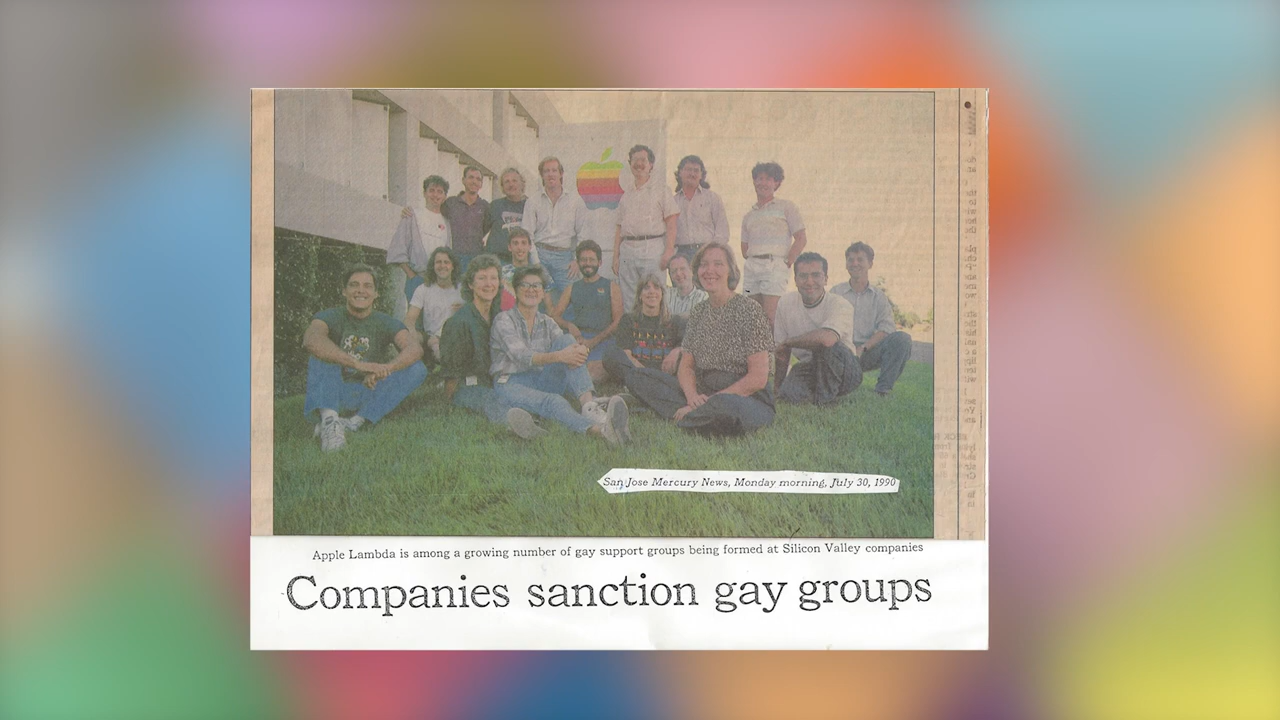 San Jose Mercury News, Monday morning, July 30, 1990
Apple Lambda is among a growing number of gay support groups being formed at Silicon Valley companies
Companies sanction gay groups